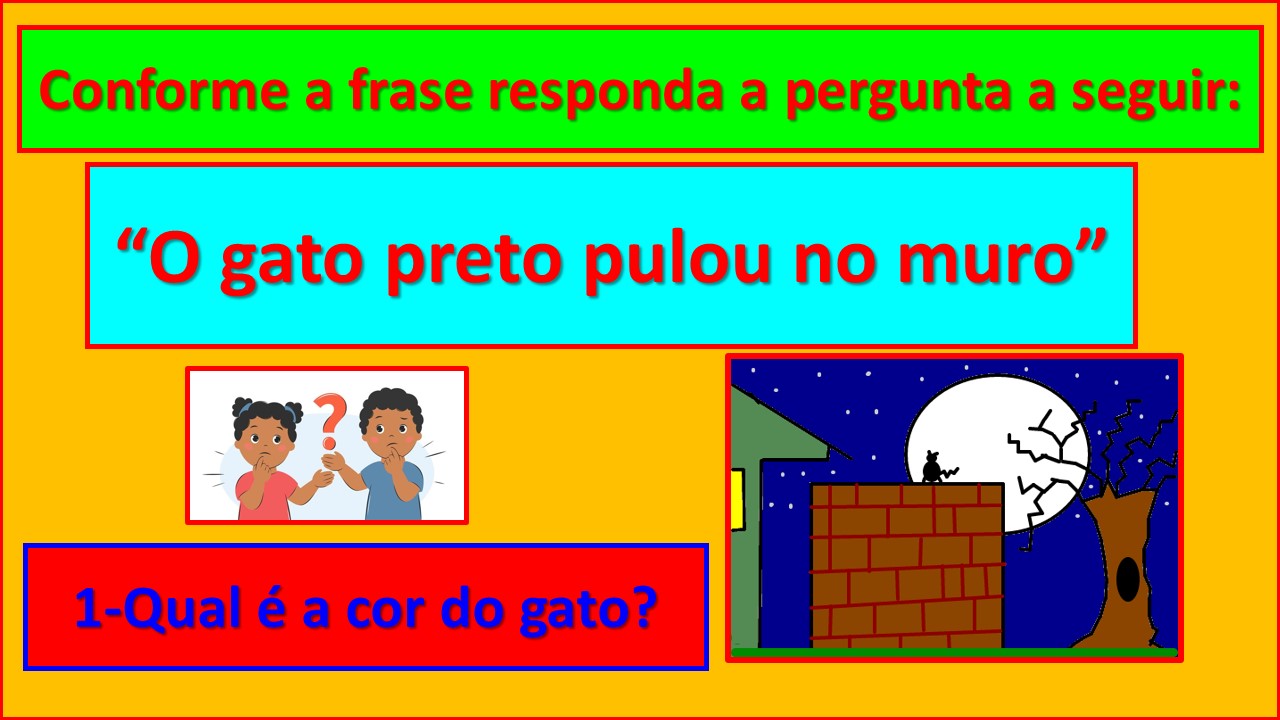 Conforme a frase responda a pergunta a seguir:
“O gato preto pulou no muro”
?
1-Qual é a cor do gato?